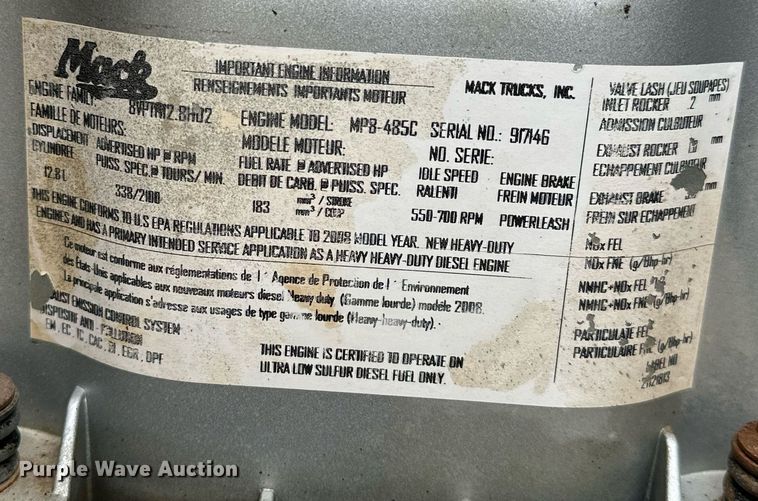 Mack
IMPORTANT ENGINE INFORMATION
RENSEIGNEMENTS IMPORTANTS MOTEUR
MACK TRUCKS, INC.
ENGINE FAMILY:
FAMILLE DE MOTEURS:
ENGINE MODEL: MP8-485C
MODELE MOTEUR:
SERIAL NO.: 917146
NO. SERIE:
DISPLACEMENT
CYLINDREE
12.8 L
ADVERTISED HP @ RPM
PUISS. SPEC. @ TOURS/ MIN.
338/2100
FUEL RATE @ ADVERTISED HP
DEBIT DE CARB. @ PUISS. SPEC.
183 mm³ / STROKE
mm³ / COUP
IDLE SPEED
RALENTI
550-700 RPM
ENGINE BRAKE
FREIN MOTEUR
POWERLEASH
THIS ENGINE CONFORMS TO U.S EPA REGULATIONS APPLICABLE TO 2008 MODEL YEAR. NEW HEAVY-DUTY
ENGINES AND HAS A PRIMARY INTENDED SERVICE APPLICATION AS A HEAVY HEAVY-DUTY DIESEL ENGINE
Ce moteur est conforme aux réglementations de l ' Agence de Protection de l ' Environnement
des États-Unis applicables aux nouveaux moteurs diesel Heavy duty (Gamme lourde) modèle 2008.
La principale application s'adresse aux usages de type gamme lourde (Heavy-heavy-duty).
EMISSION CONTROL SYSTEM
DISPOSITIF ANTI - POLLUTION
EM , EC , TC , CAC , DI , EGR , DPF
THIS ENGINE IS CERTIFIED TO OPERATE ON
ULTRA LOW SULFUR DIESEL FUEL ONLY.
VALVE LASH (JEU SOUPAPES)
INLET ROCKER .2 mm
ADMISSION CULBUTEUR
EXHAUST ROCKER mm
ECHAPPEMENT CULBUTEUR
EXHAUST BRAKE mm
FREIN SUR ECHAPPEMENT
NOx FEL
NOx FNE (g/Bhp-hr)
NMHC+NOx FEL
NMHC+NOx FNE (g/Bhp-hr)
PARTICULATE FEL
PARTICULAIRE FNE (g/Bhp-hr)
LABEL NO
Purple Wave Auction